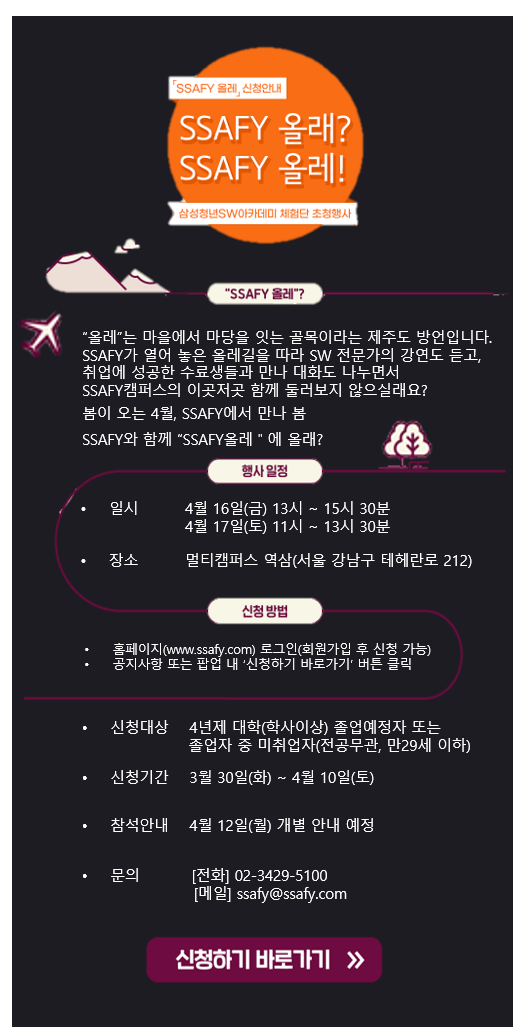 「SSAFY 올레」 신청안내
SSAFY 올래?
SSAFY 올레!
삼성청년SW아카데미 체험단 초청행사
"SSAFY 올레"?
“올레”는 마을에서 마당을 잇는 골목이라는 제주도 방언입니다.
SSAFY가 열어 놓은 올레길을 따라 SW 전문가의 강연도 듣고,
취업에 성공한 수료생들과 만나 대화도 나누면서
SSAFY캠퍼스의 이곳저곳 함께 둘러보지 않으실래요?
봄이 오는 4월, SSAFY에서 만나 봄
SSAFY와 함께 “SSAFY올레 " 에 올래?
행사 일정
• 일시 4월 16일(금) 13시 ~ 15시 30분
4월 17일(토) 11시 ~ 13시 30분
• 장소 멀티캠퍼스 역삼(서울 강남구 테헤란로 212)
신청 방법
• 홈페이지(www.ssafy.com) 로그인(회원가입 후 신청 가능)
• 공지사항 또는 팝업 내 ‘신청하기 바로가기’ 버튼 클릭
• 신청대상 4년제 대학(학사이상) 졸업예정자 또는
졸업자 중 미취업자(전공무관, 만29세 이하)
• 신청기간 3월 30일(화) ~ 4월 10일(토)
• 참석안내 4월 12일(월) 개별 안내 예정
• 문의 [전화] 02-3429-5100
[메일] ssafy@ssafy.com
신청하기 바로가기 »